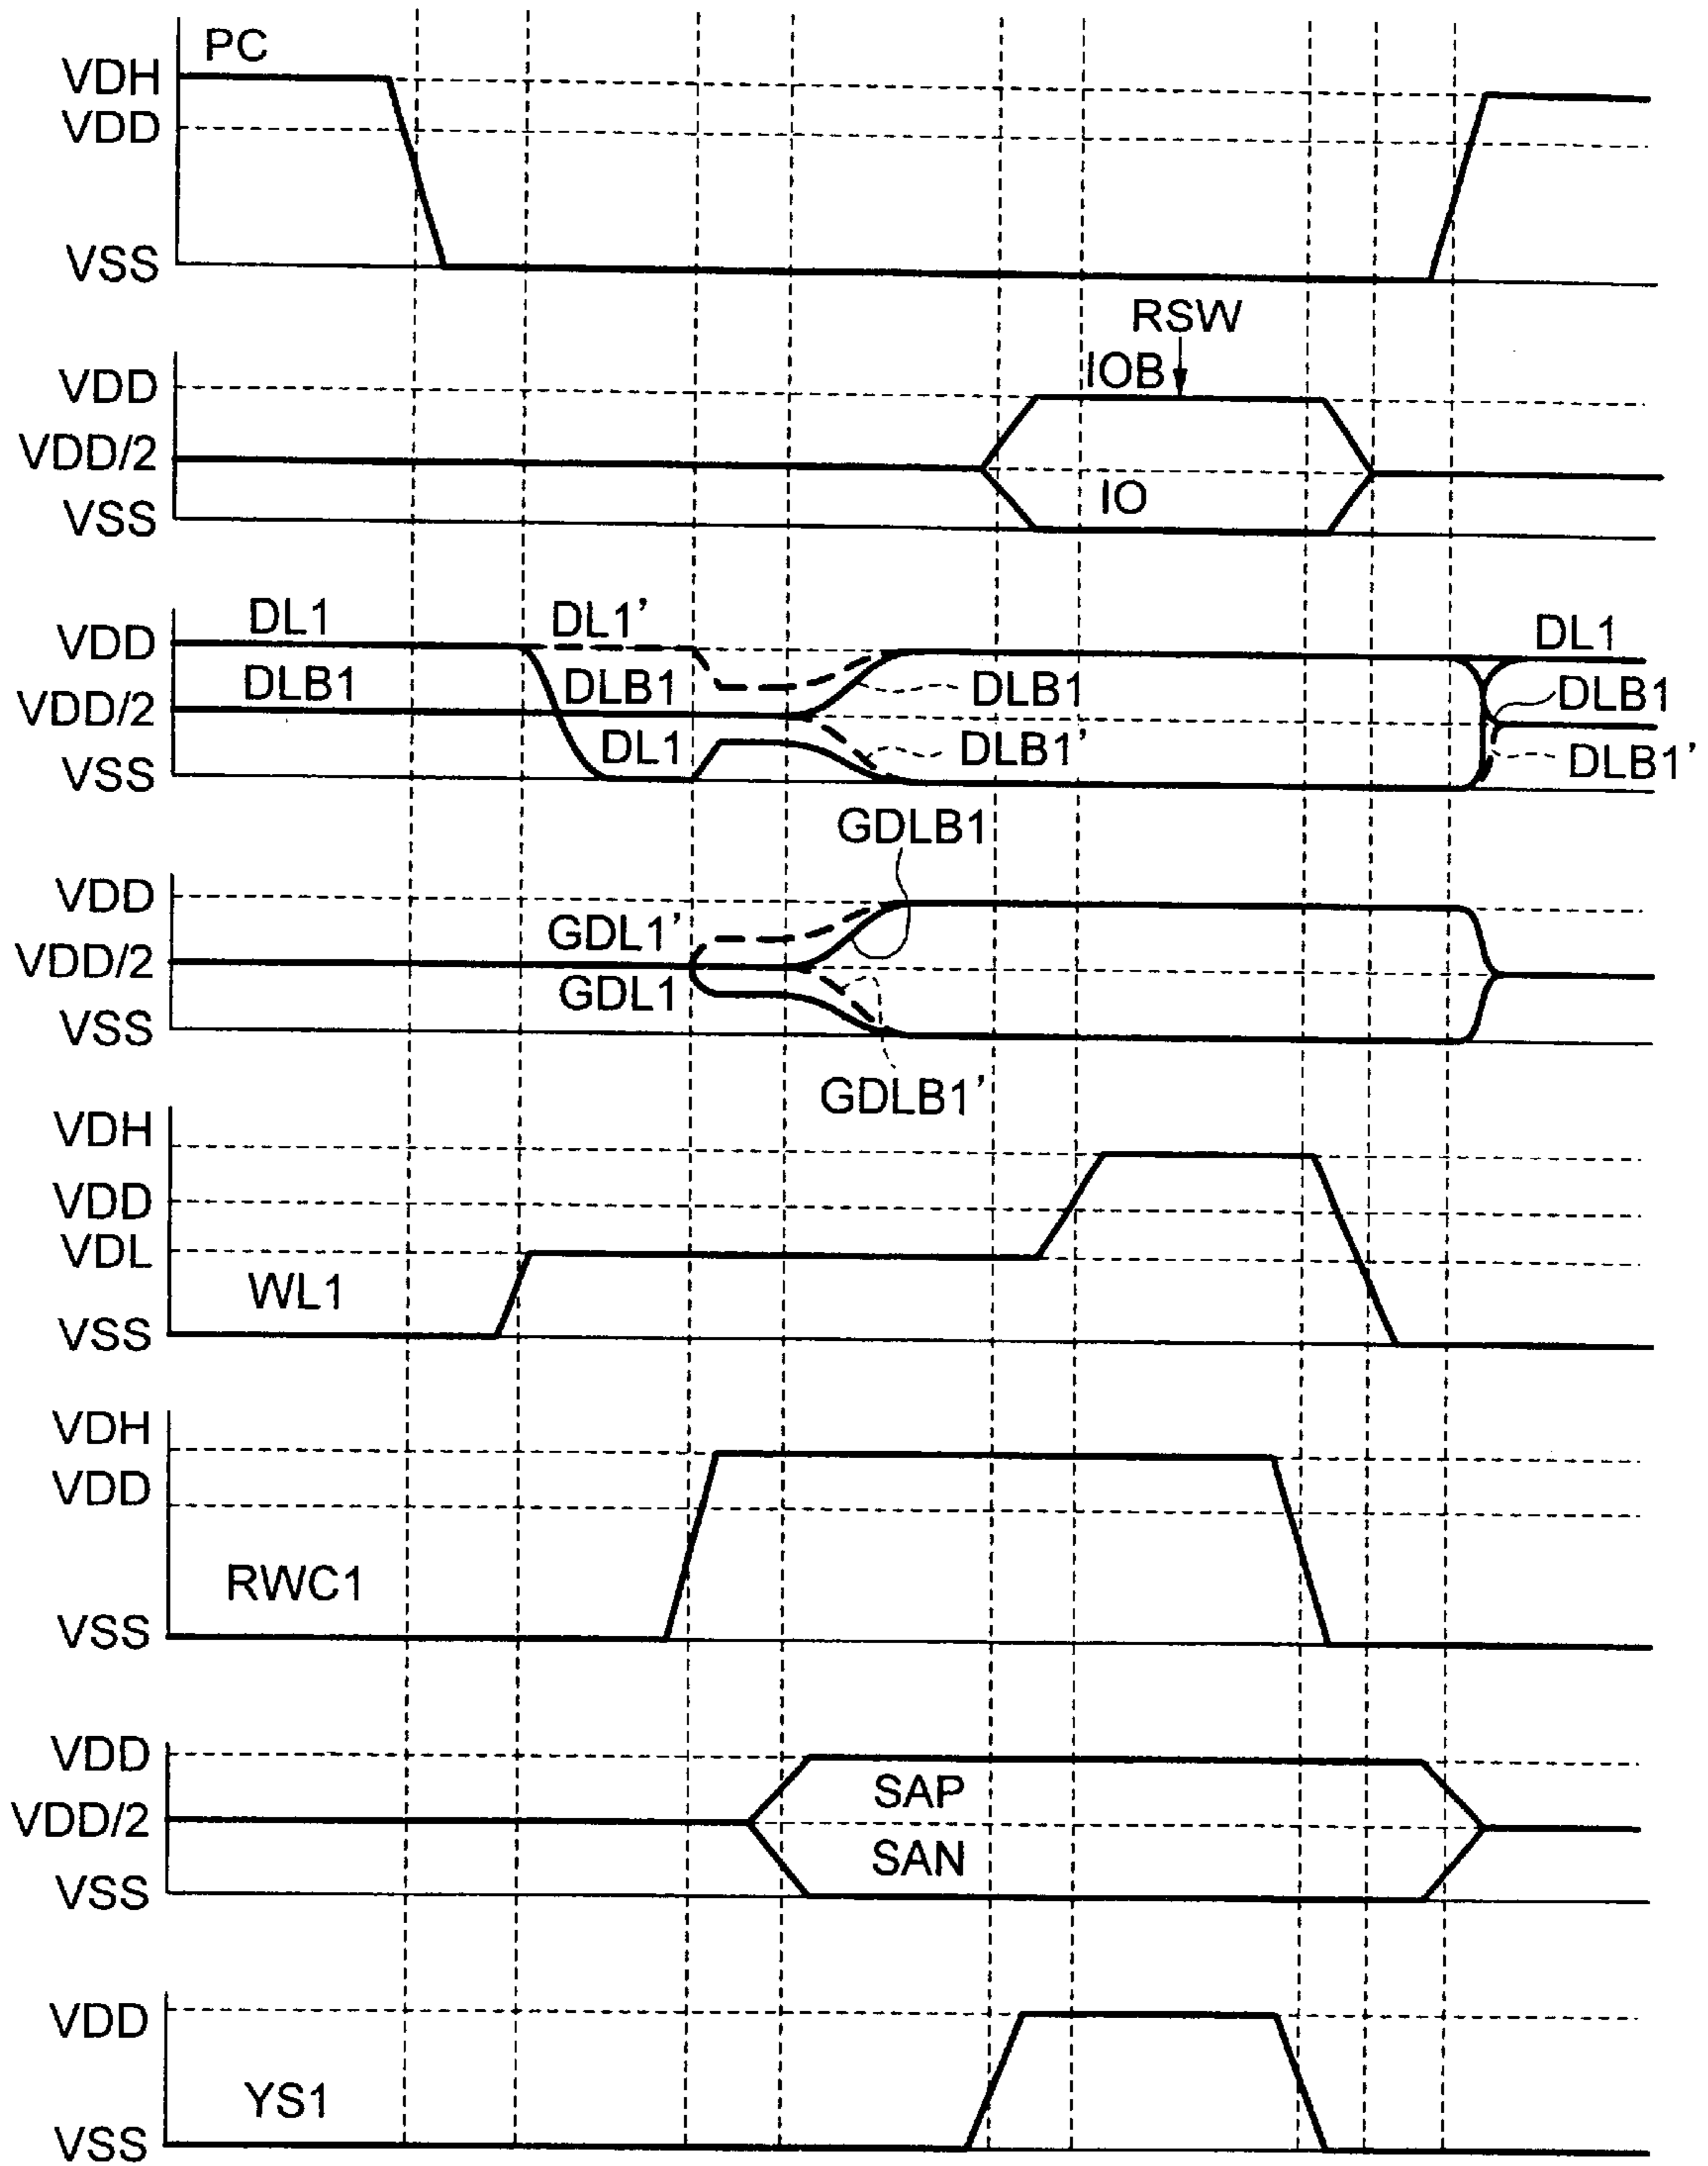 PC
VDH
VDD
VSS
RSW
VDD
IOB
VDD/2
IO
VSS
DL1
DL1’
DL1
VDD
DLB1
DLB1
DLB1
DLB1
VDD/2
DL1
DLB1’
DLB1’
VSS
GDLB1
VDD
GDL1’
VDD/2
GDL1
VSS
GDLB1’
VDH
VDD
VDL
WL1
VSS
VDH
VDD
RWC1
VSS
VDD
SAP
VDD/2
SAN
VSS
VDD
YS1
VSS